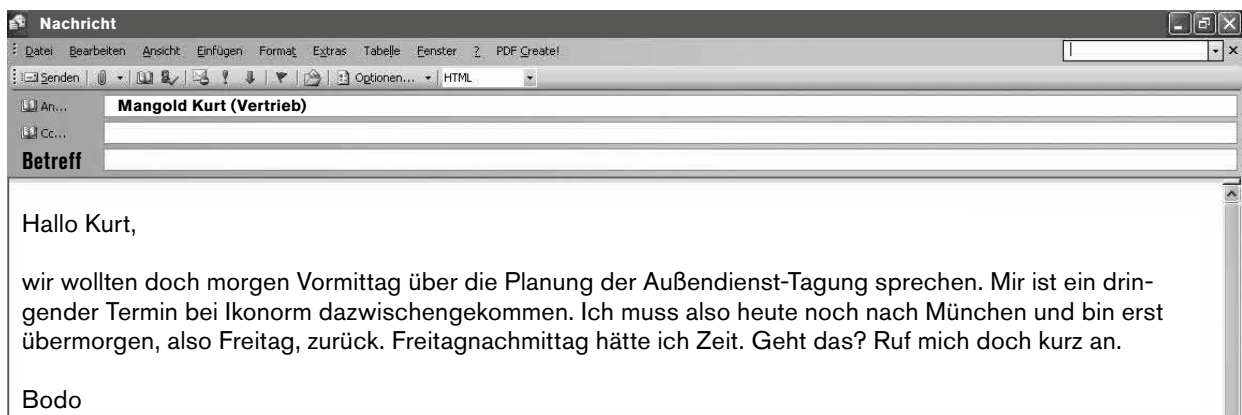 Nachricht
Datei Bearbeiten Ansicht Einfügen Format Extras Tabelle Fenster ? PDF Create!
Senden Optionen... HTML
An... Mangold Kurt (Vertrieb)
Cc...
Betreff
Hallo Kurt,
wir wollten doch morgen Vormittag über die Planung der Außendienst-Tagung sprechen. Mir ist ein drin-
gender Termin bei Ikonorm dazwischengekommen. Ich muss also heute noch nach München und bin erst
übermorgen, also Freitag, zurück. Freitagnachmittag hätte ich Zeit. Geht das? Ruf mich doch kurz an.
Bodo